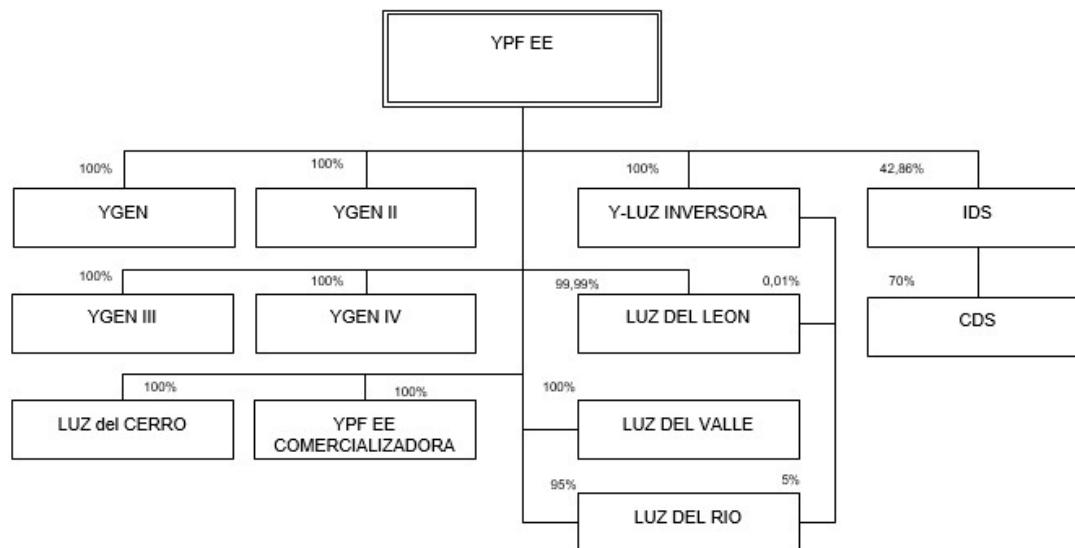 YPF EE
100%
100%
100%
42,86%
YGEN
YGEN II
Y-LUZ INVERSORA
IDS
100%
100%
99,99%
0,01%
70%
YGEN III
YGEN IV
LUZ DEL LEON
CDS
100%
100%
100%
LUZ del CERRO
YPF EE
COMERCIALIZADORA
LUZ DEL VALLE
95%
5%
LUZ DEL RIO